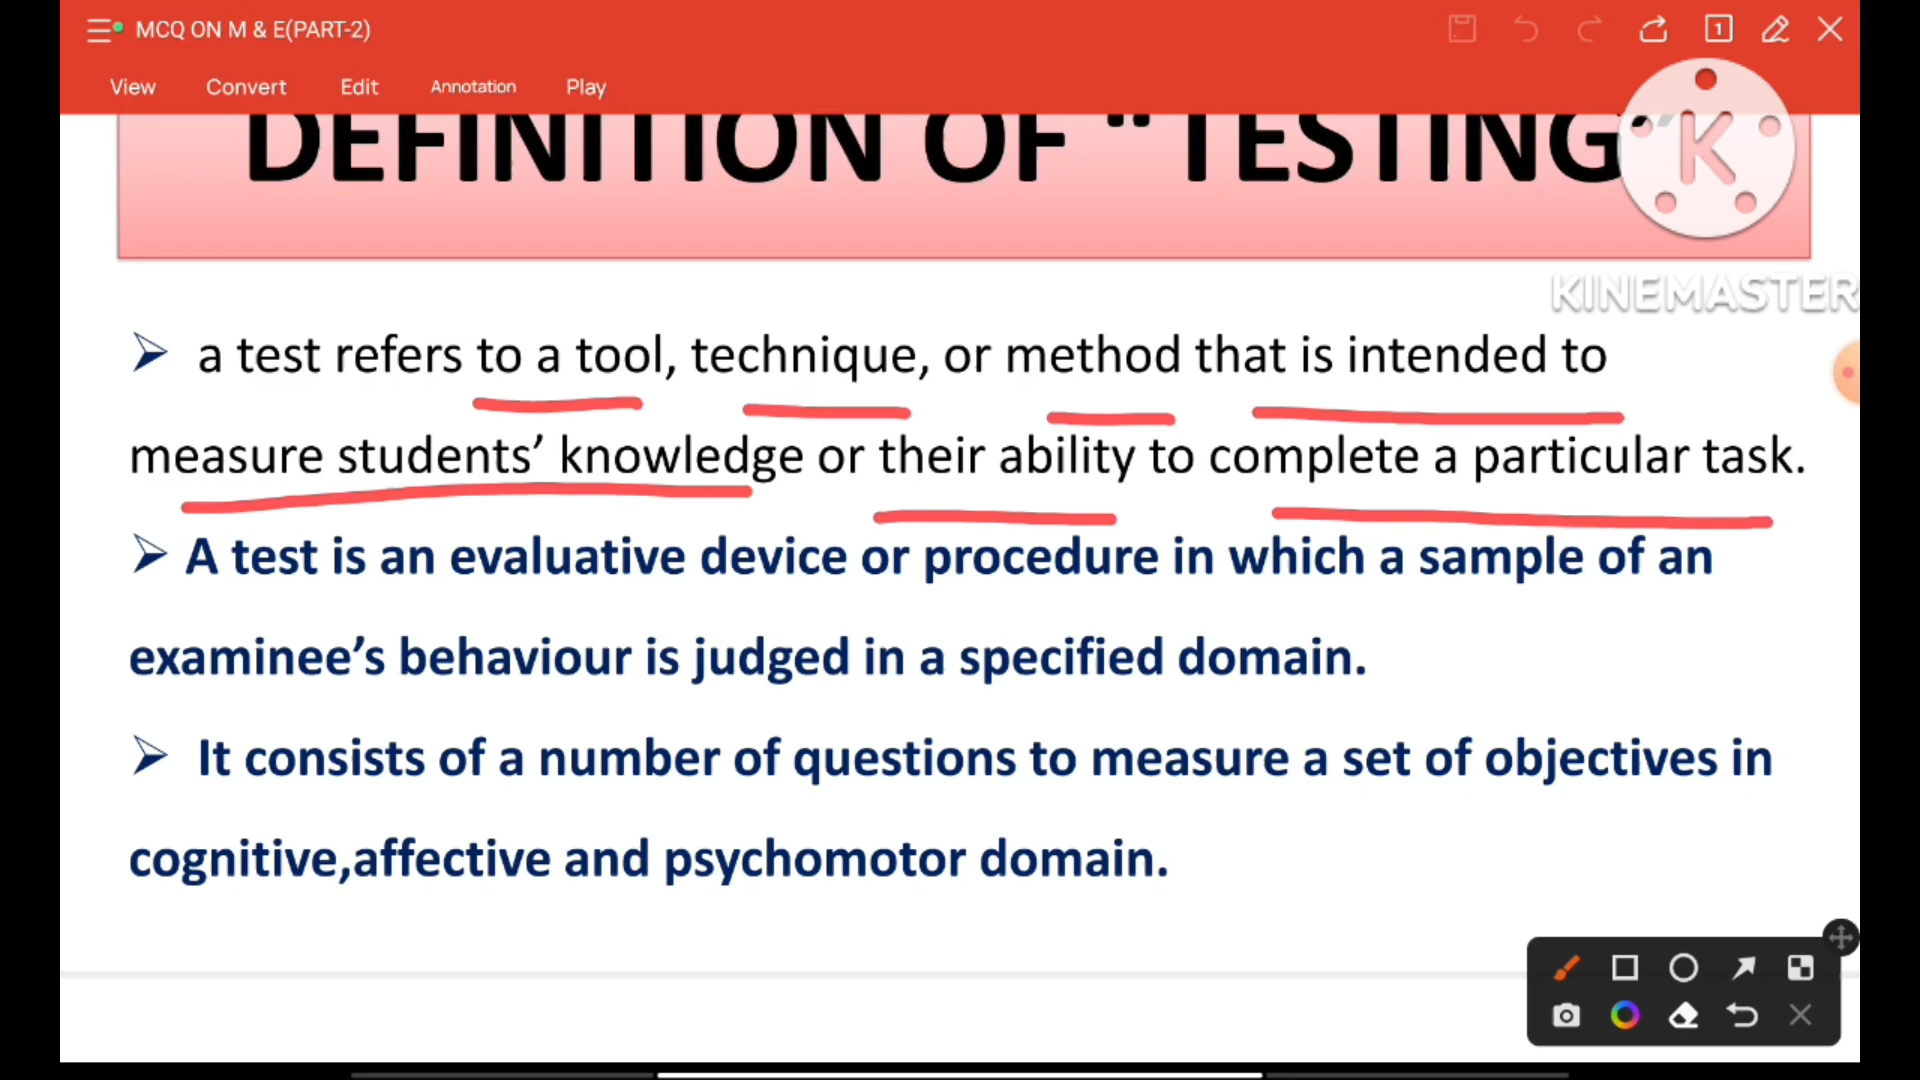 MCQ ON M & E(PART-2)
1
View Convert Edit Annotation Play
DEFINITION OF “TESTING”
K
KINEMASTER
➢ a test refers to a tool, technique, or method that is intended to
measure students’ knowledge or their ability to complete a particular task.
➢ A test is an evaluative device or procedure in which a sample of an
examinee’s behaviour is judged in a specified domain.
➢ It consists of a number of questions to measure a set of objectives in
cognitive,affective and psychomotor domain.